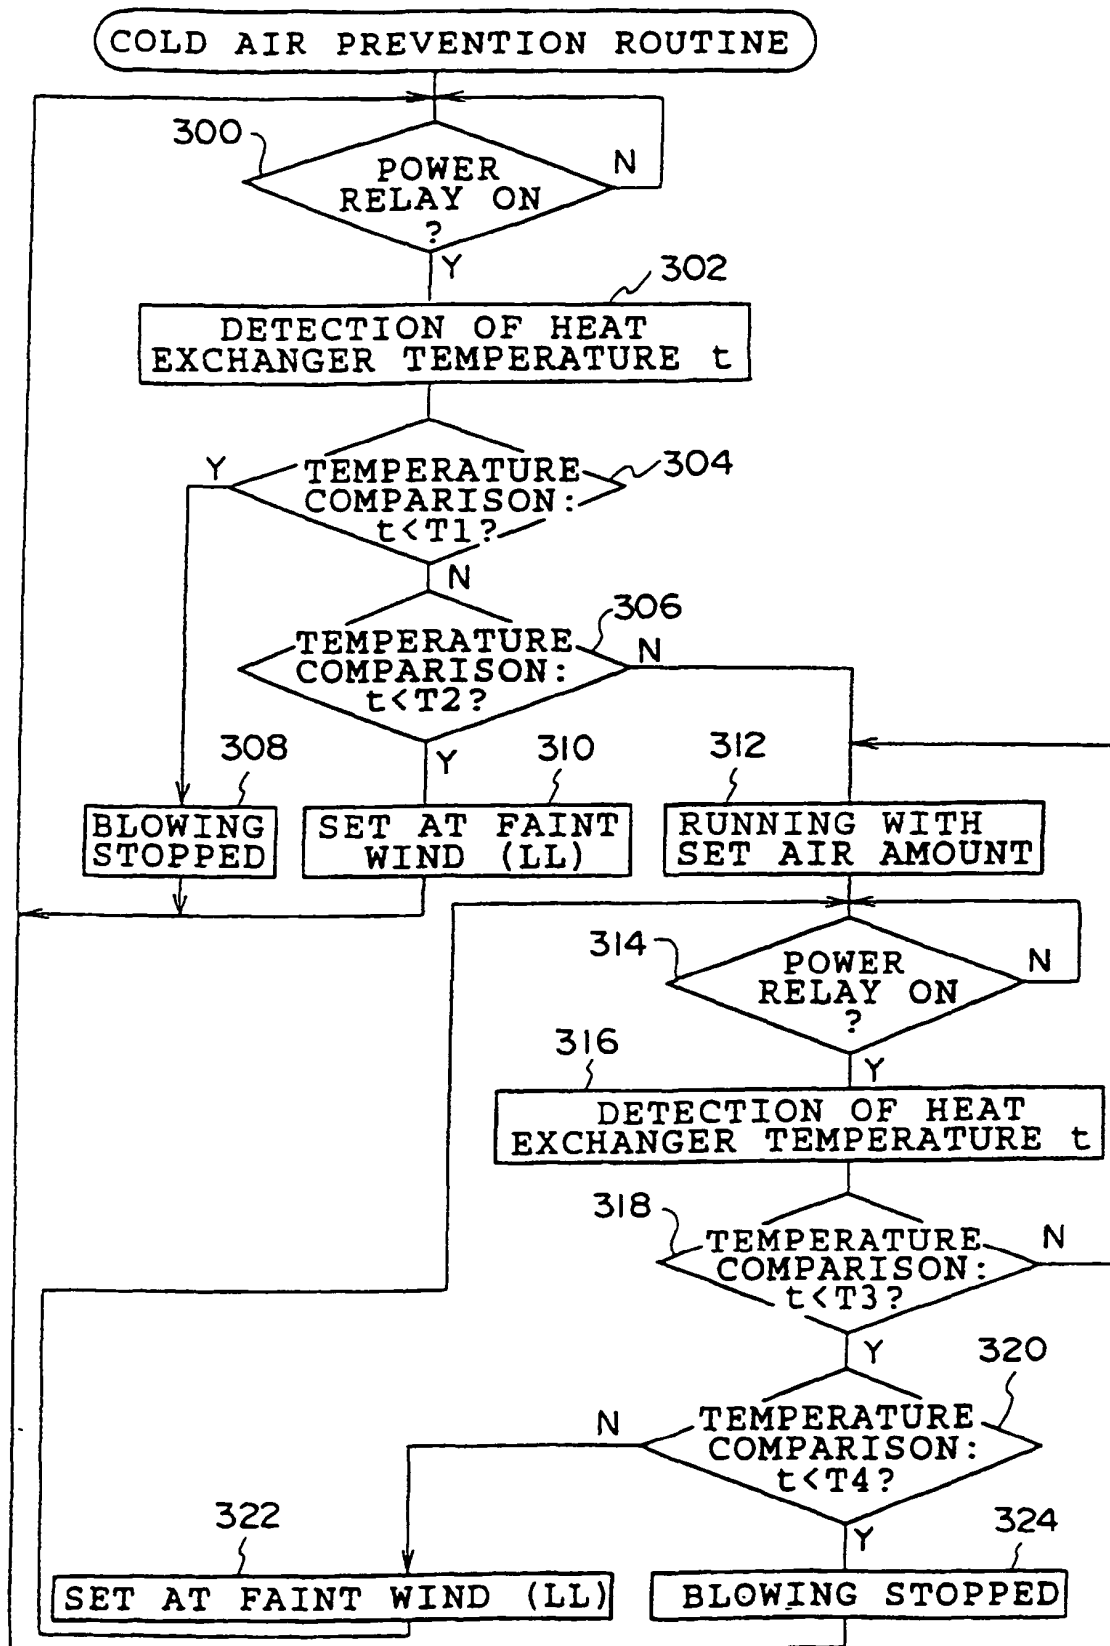 COLD AIR PREVENTION ROUTINE
300
POWER
RELAY ON
?
N
Y
302
DETECTION OF HEAT
EXCHANGER TEMPERATURE t
304
Y
TEMPERATURE
COMPARISON:
t<T1?
N
306
TEMPERATURE
COMPARISON:
t<T2?
N
Y
308
BLOWING
STOPPED
310
SET AT FAINT
WIND (LL)
312
RUNNING WITH
SET AIR AMOUNT
314
POWER
RELAY ON
?
N
Y
316
DETECTION OF HEAT
EXCHANGER TEMPERATURE t
318
TEMPERATURE
COMPARISON:
t<T3?
N
Y
320
TEMPERATURE
COMPARISON:
t<T4?
N
Y
322
SET AT FAINT WIND (LL)
324
BLOWING STOPPED